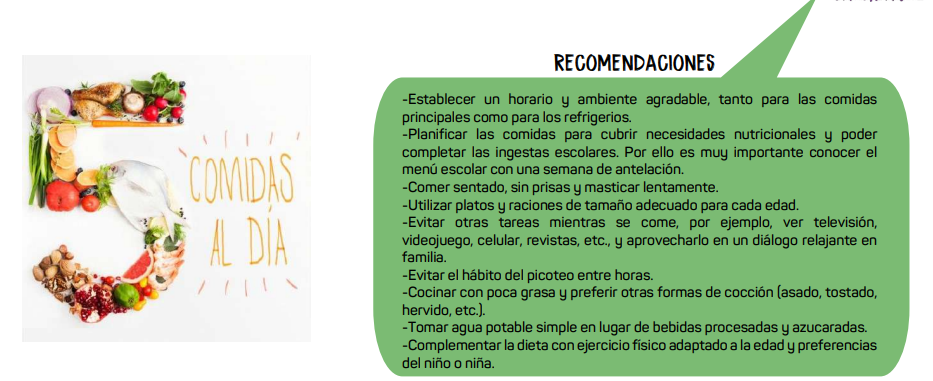 COMIDAS
AL DÍA
RECOMENDACIONES
-Establecer un horario y ambiente agradable, tanto para las comidas
principales como para los refrigerios.
-Planificar las comidas para cubrir necesidades nutricionales y poder
completar las ingestas escolares. Por ello es muy importante conocer el
menú escolar con una semana de antelación.
-Comer sentado, sin prisas y masticar lentamente.
-Utilizar platos y raciones de tamaño adecuado para cada edad.
-Evitar otras tareas mientras se come, por ejemplo, ver televisión,
videojuego, celular, revistas, etc., y aprovecharlo en un diálogo relajante en
familia.
-Evitar el hábito del picoteo entre horas.
-Cocinar con poca grasa y preferir otras formas de cocción (asado, tostado,
hervido, etc.).
-Tomar agua potable simple en lugar de bebidas procesadas y azucaradas.
-Complementar la dieta con ejercicio físico adaptado a la edad y preferencias
del niño o niña.